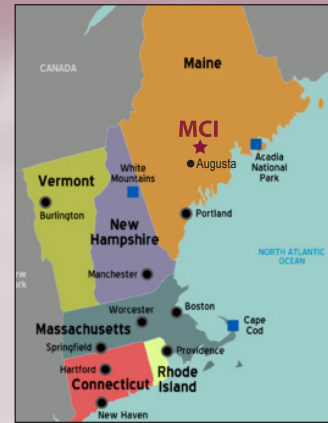 CANADA
Maine
MCI
Augusta
Acadia
National
Park
White
Mountains
Vermont
Burlington
Portland
New
Hampshire
NORTH ATLANTIC
OCEAN
Manchester
Worcester
Boston
Massachusetts
Cape
Cod
Springfield
Providence
Hartford
Rhode
Island
Connecticut
New Haven